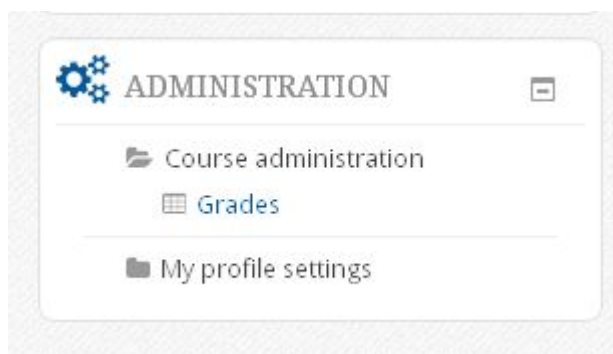 ADMINISTRATION
Course administration
Grades
My profile settings